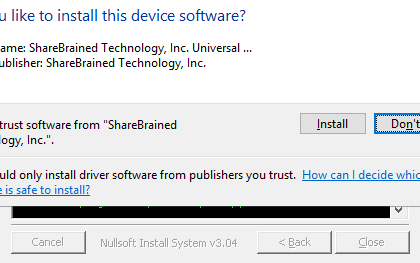 u like to install this device software?
ame: ShareBrained Technology, Inc. Universal ...
ublisher: ShareBrained Technology, Inc.
trust software from "ShareBrained
ology, Inc.".
Install
Don't
uld only install driver software from publishers you trust. How can I decide whic
e is safe to install?
Cancel
Nullsoft Install System v3.04
< Back
Close